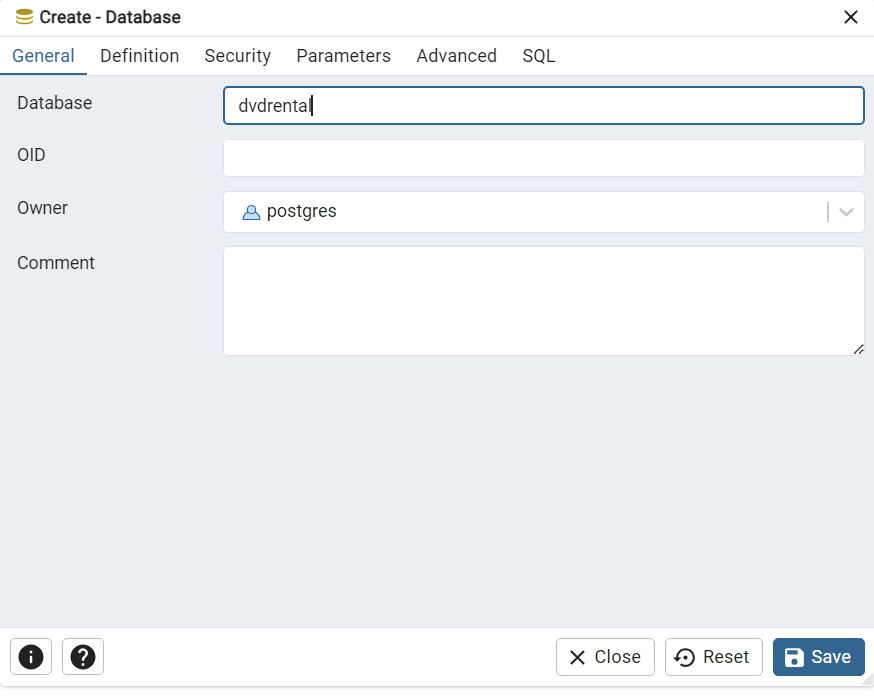 Create - Database
General Definition Security Parameters Advanced SQL
Database dvdrental
OID
Owner postgres
Comment
Close Reset Save